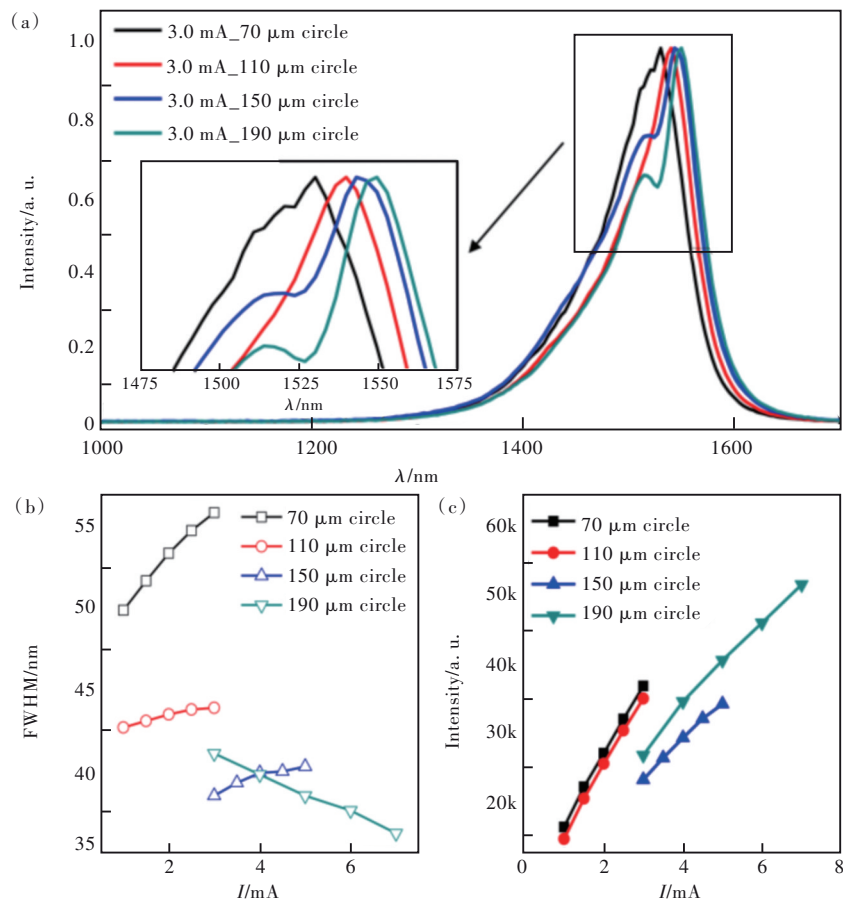 (a)
3.0 mA_70 μm circle
3.0 mA_110 μm circle
3.0 mA_150 μm circle
3.0 mA_190 μm circle
1.0
0.8
0.6
0.4
0.2
0
Intensity/a. u.
1475 1500 1525 1550 1575
λ/nm
1000 1200 1400 1600
λ/nm
(b)
70 μm circle
110 μm circle
150 μm circle
190 μm circle
55
50
45
40
35
FWHM/nm
2 4 6
I/mA
(c)
70 μm circle
110 μm circle
150 μm circle
190 μm circle
60k
50k
40k
30k
20k
Intensity/a. u.
0 2 4 6 8
I/mA